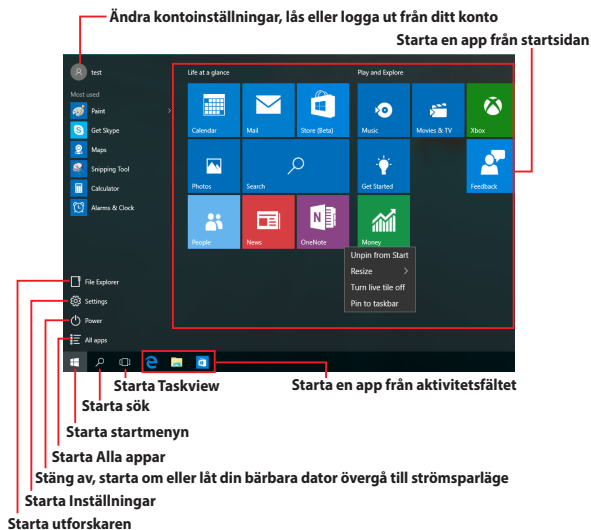 Ändra kontoinställningar, lås eller logga ut från ditt konto
Starta en app från startsidan
test
Life at a glance
Play and Explore
Most used
Paint
Get Skype
Maps
Snipping Tool
Calculator
Alarms & Clock
Calendar
Mail
Store (Beta)
Music
Movies & TV
Xbox
Photos
Search
Get Started
Feedback
People
News
OneNote
Money
Unpin from Start
Resize
Turn live tile off
Pin to taskbar
File Explorer
Settings
Power
All apps
Starta Taskview
Starta en app från aktivitetsfältet
Starta sök
Starta startmenyn
Starta Alla appar
Stäng av, starta om eller låt din bärbara dator övergå till strömsparläge
Starta Inställningar
Starta utforskaren